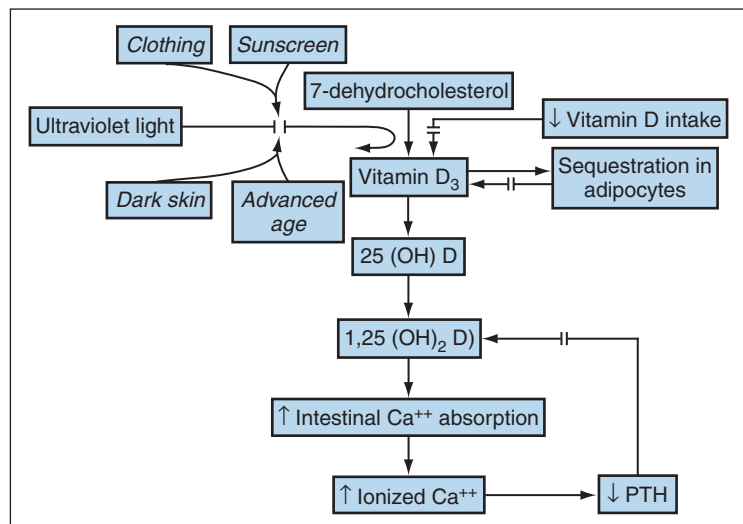 Clothing
Sunscreen
7-dehydrocholesterol
Ultraviolet light
↓ Vitamin D intake
Vitamin D₃
Sequestration in
adipocytes
Dark skin
Advanced
age
25 (OH) D
1,25 (OH)₂ D)
↑ Intestinal Ca⁺⁺ absorption
↑ Ionized Ca⁺⁺
↓ PTH